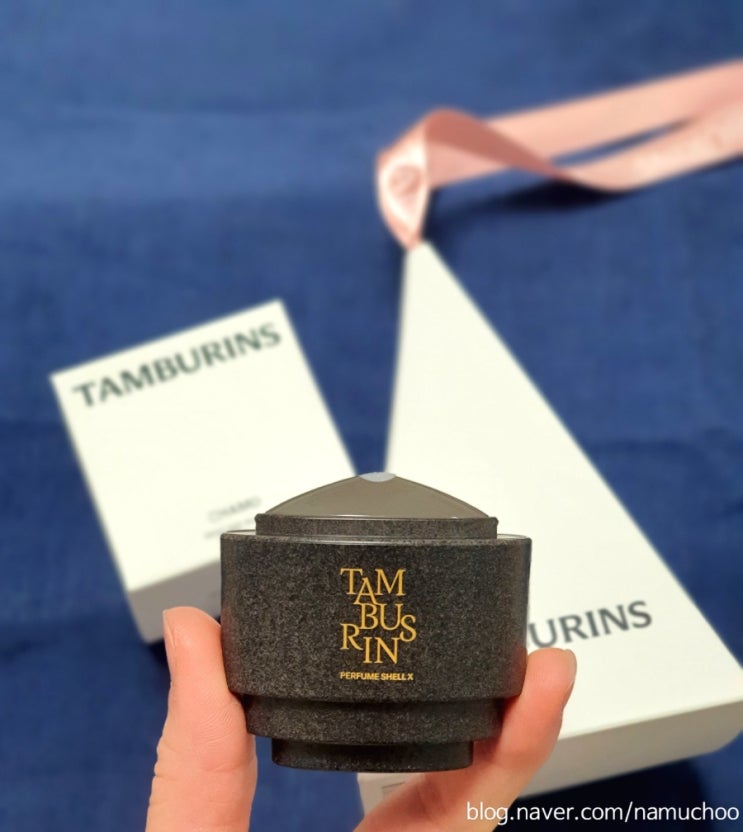 TAMBURINS
CHAMO
URINS
TAM
BUS
RIN
PERFUME SHELL X
blog.naver.com/namuchoo